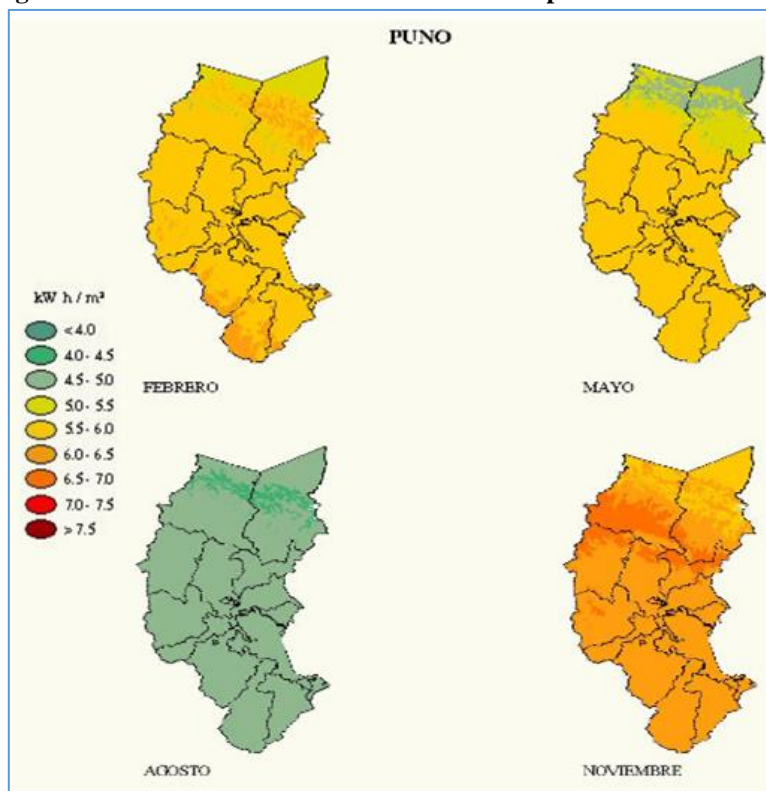 PUNO
kW h / m²
< 4.0
4.0 - 4.5
4.5 - 5.0
5.0 - 5.5
5.5 - 6.0
6.0 - 6.5
6.5 - 7.0
7.0 - 7.5
> 7.5
FEBRERO
MAYO
AGOSTO
NOVIEMBRE